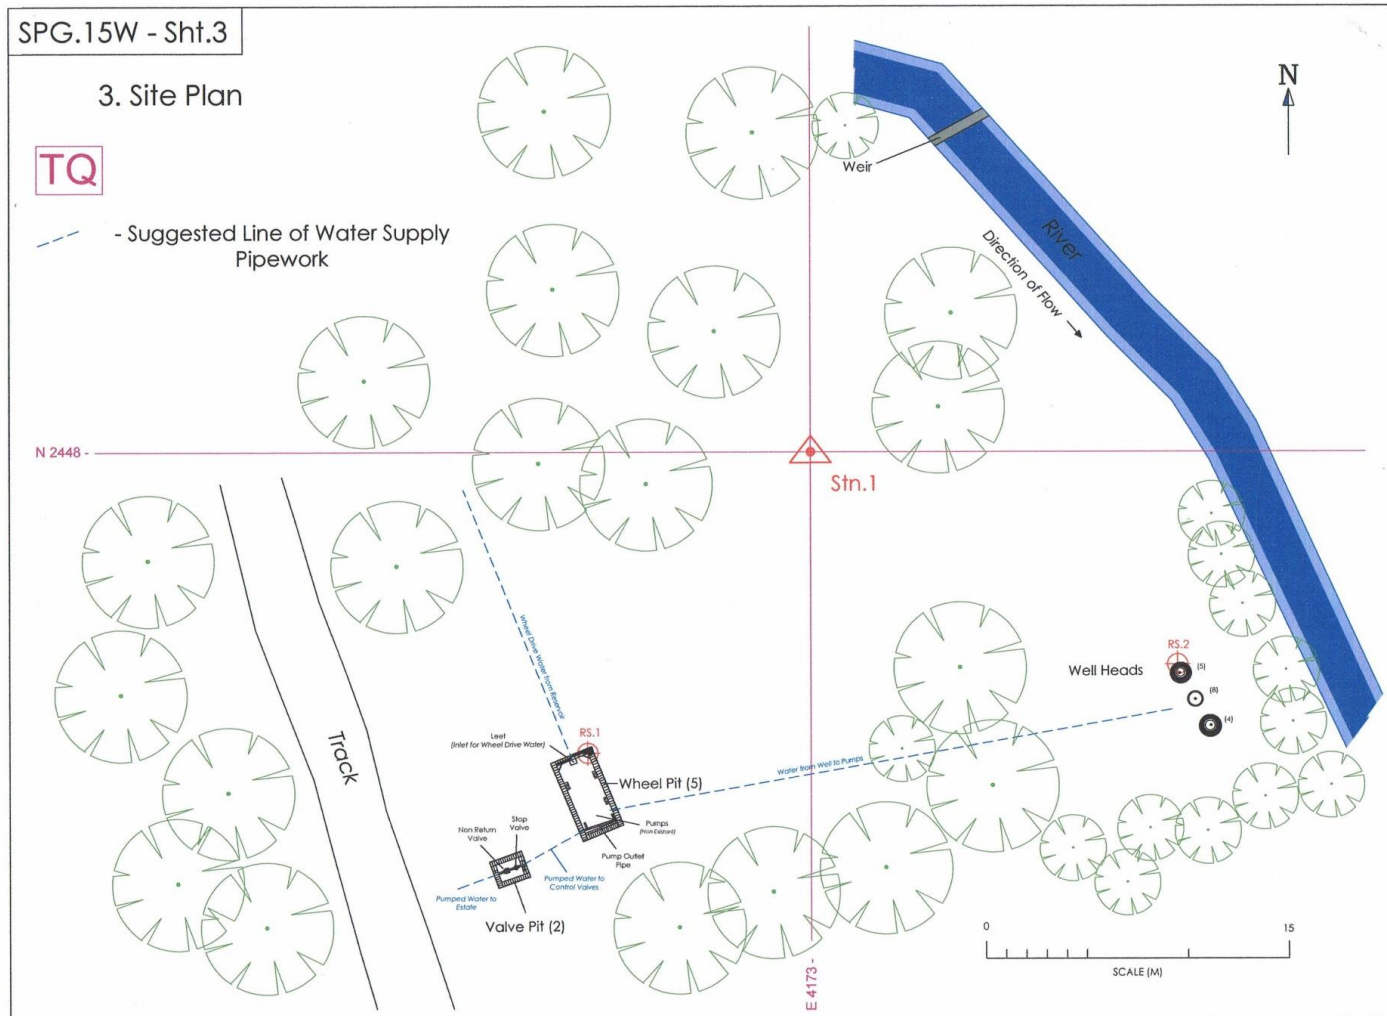 SPG.15W - Sht.3
3. Site Plan
N
TQ
Weir
- Suggested Line of Water Supply
Pipework
River
Direction of Flow
N 2448 -
Stn.1
Wheel Drive Water from Reservoir
RS.2
Well Heads
(5)
(8)
(4)
Track
Leet
(Inlet for Wheel Drive Water)
RS.1
Wheel Pit (5)
Water from Well to Pumps
Pumps
(Non-Existant)
Stop
Valve
Non Return
Valve
Pump Outlet
Pipe
Pumped Water to
Control Valves
Pumped Water to
Estate
Valve Pit (2)
E 4173 -
0
15
SCALE (M)